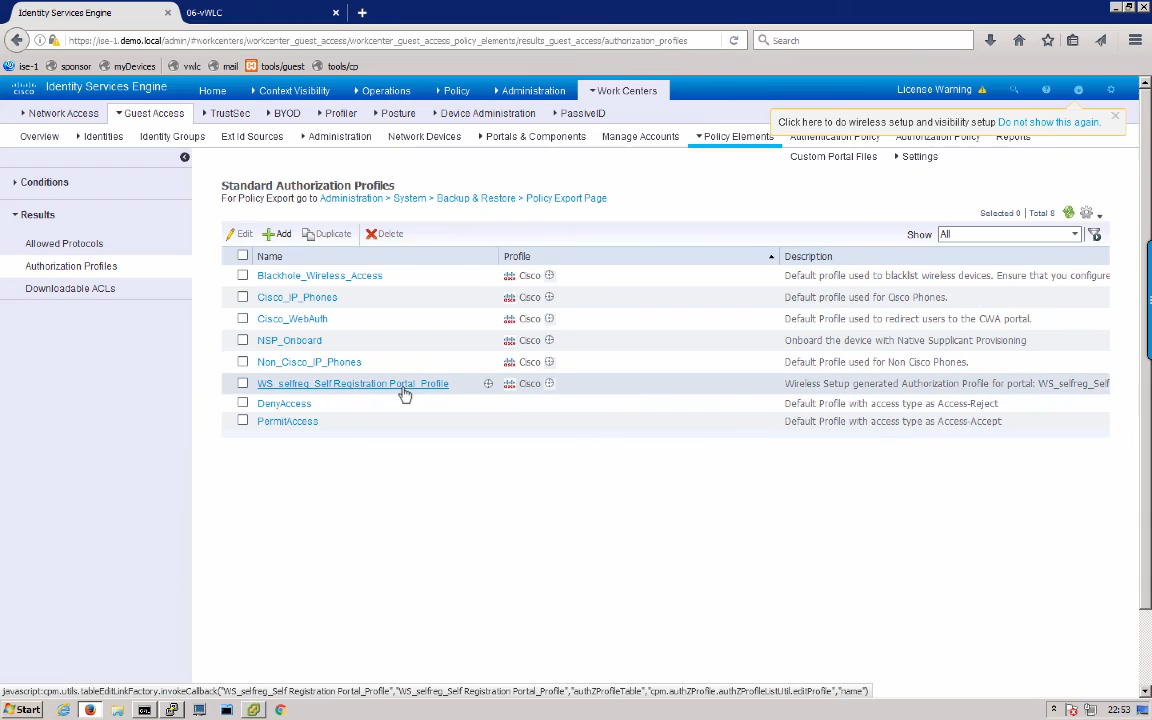 Identity Services Engine
06-vWLC
https://ise-1.demo.local/admin/#workcenters/workcenter_guest_access/workcenter_guest_access_policy_elements/results_guest_access/authorization_profiles
Search
ise-1 sponsor myDevices vwlc mail tools/guest tools/cp
cisco Identity Services Engine Home Context Visibility Operations Policy Administration Work Centers License Warning
Network Access Guest Access TrustSec BYOD Profiler Posture Device Administration PassiveID
Click here to do wireless setup and visibility setup Do not show this again.
Overview Identities Identity Groups Ext Id Sources Administration Network Devices Portals & Components Manage Accounts Policy Elements Authentication Policy Authorization Policy Reports
Custom Portal Files Settings
Conditions
Results
Allowed Protocols
Authorization Profiles
Downloadable ACLs
Standard Authorization Profiles
For Policy Export go to Administration > System > Backup & Restore > Policy Export Page
Selected 0 | Total 8
Edit Add Duplicate Delete Show All
Name Profile Description
Blackhole_Wireless_Access Cisco Default profile used to blacklist wireless devices. Ensure that you configure
Cisco_IP_Phones Cisco Default Profile used for Cisco Phones.
Cisco_WebAuth Cisco Default Profile used to redirect users to the CWA portal.
NSP_Onboard Cisco Onboard the device with Native Supplicant Provisioning
Non_Cisco_IP_Phones Cisco Default Profile used for Non Cisco Phones.
WS_selfreg_Self Registration Portal_Profile Cisco Wireless Setup generated Authorization Profile for portal: WS_selfreg_Self
DenyAccess Default Profile with access type as Access-Reject
PermitAccess Default Profile with access type as Access-Accept
javascript:cpm.utils.tableEditLinkFactory.invokeCallback("WS_selfreg_Self Registration Portal_Profile","WS_selfreg_Self Registration Portal_Profile","authZProfileTable","cpm.authZprofile.authZProfileListUtil.editProfile","name")
Start 22:53